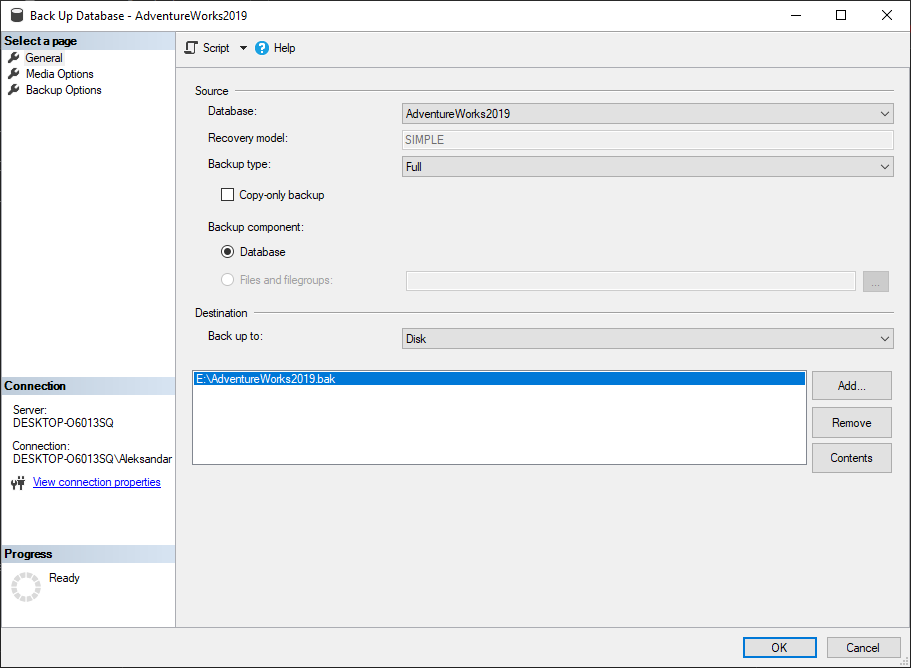 Back Up Database - AdventureWorks2019
Select a page
General
Media Options
Backup Options
Script
Help
Source
Database:
AdventureWorks2019
Recovery model:
SIMPLE
Backup type:
Full
Copy-only backup
Backup component:
Database
Files and filegroups:
...
Destination
Back up to:
Disk
E:\AdventureWorks2019.bak
Add...
Remove
Contents
Connection
Server:
DESKTOP-O6013SQ
Connection:
DESKTOP-O6013SQ\Aleksandar
View connection properties
Progress
Ready
OK
Cancel